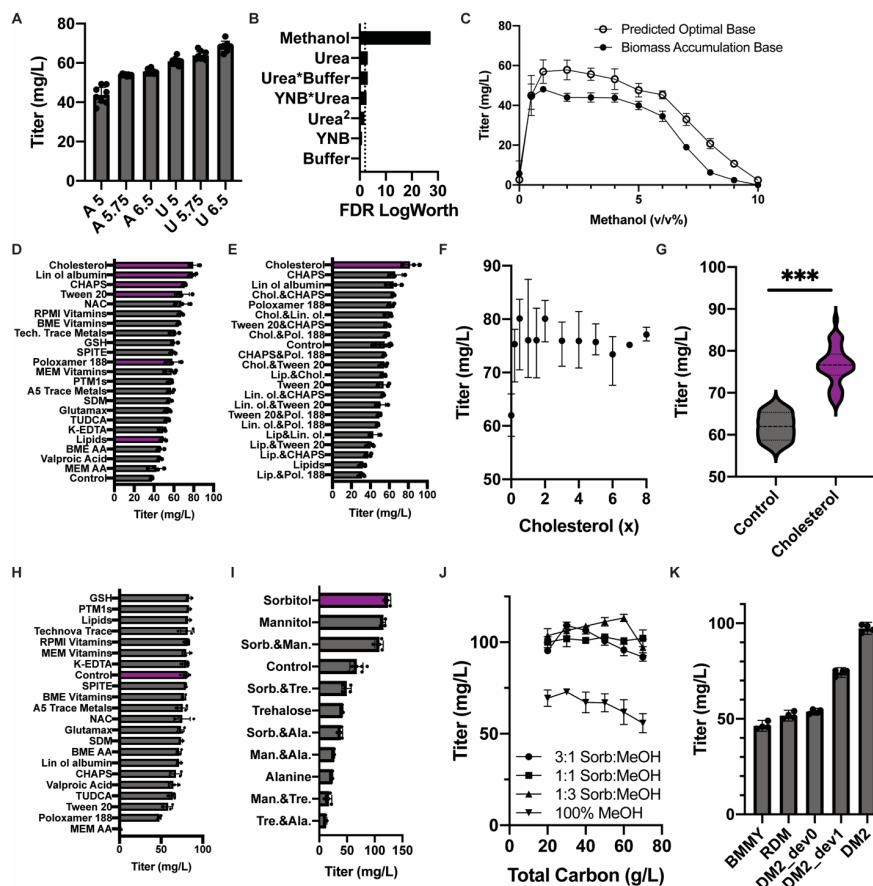 A
Titer (mg/L)
80
60
40
20
0
A 5
A 5.75
A 6.5
U 5
U 5.75
U 6.5
B
Methanol
Urea
Urea*Buffer
YNB*Urea
Urea²
YNB
Buffer
0 10 20 30
FDR LogWorth
C
Predicted Optimal Base
Biomass Accumulation Base
Titer (mg/L)
80
60
40
20
0
0 5 10
Methanol (v/v%)
D
Cholesterol
Lin ol albumin
CHAPS
Tween 20
NAC
RPMI Vitamins
BME Vitamins
Tech. Trace Metals
GSH
SPITE
Poloxamer 188
MEM Vitamins
PTM1s
A5 Trace Metals
SDM
Glutamax
TUDCA
K-EDTA
Lipids
BME AA
Valproic Acid
MEM AA
Control
0 20 40 60 80 100
Titer (mg/L)
E
Cholesterol
CHAPS
Lin ol albumin
Chol.&CHAPS
Poloxamer 188
Chol.&Lin. ol.
Tween 20&CHAPS
Chol.&Pol. 188
Control
CHAPS&Pol. 188
Chol.&Tween 20
Lip.&Chol.
Tween 20
Lin. ol.&CHAPS
Lin. ol.&Tween 20
Tween 20&Pol. 188
Lin. ol.&Pol. 188
Lip&Lin. ol.
Lip.&Tween 20
Lip.&CHAPS
Lipids
Lip.&Pol. 188
0 20 40 60 80 100
Titer (mg/L)
F
Titer (mg/L)
90
80
70
60
50
0 2 4 6 8
Cholesterol (x)
G
***
Titer (mg/L)
100
90
80
70
60
50
Control
Cholesterol
H
GSH
PTM1s
Lipids
Technova Trace
RPMI Vitamins
MEM Vitamins
K-EDTA
Control
SPITE
BME Vitamins
A5 Trace Metals
NAC
Glutamax
SDM
BME AA
Lin ol albumin
CHAPS
Valproic Acid
TUDCA
Tween 20
Poloxamer 188
MEM AA
0 50 100
Titer (mg/L)
I
Sorbitol
Mannitol
Sorb.&Man.
Control
Sorb.&Tre.
Trehalose
Sorb.&Ala.
Man.&Ala.
Alanine
Man.&Tre.
Tre.&Ala.
0 50 100 150
Titer (mg/L)
J
Titer (mg/L)
100
50
0
3:1 Sorb:MeOH
1:1 Sorb:MeOH
1:3 Sorb:MeOH
100% MeOH
0 20 40 60 80
Total Carbon (g/L)
K
Titer (mg/L)
100
50
0
BMMY
RDM
DM2_dev0
DM2_dev1
DM2